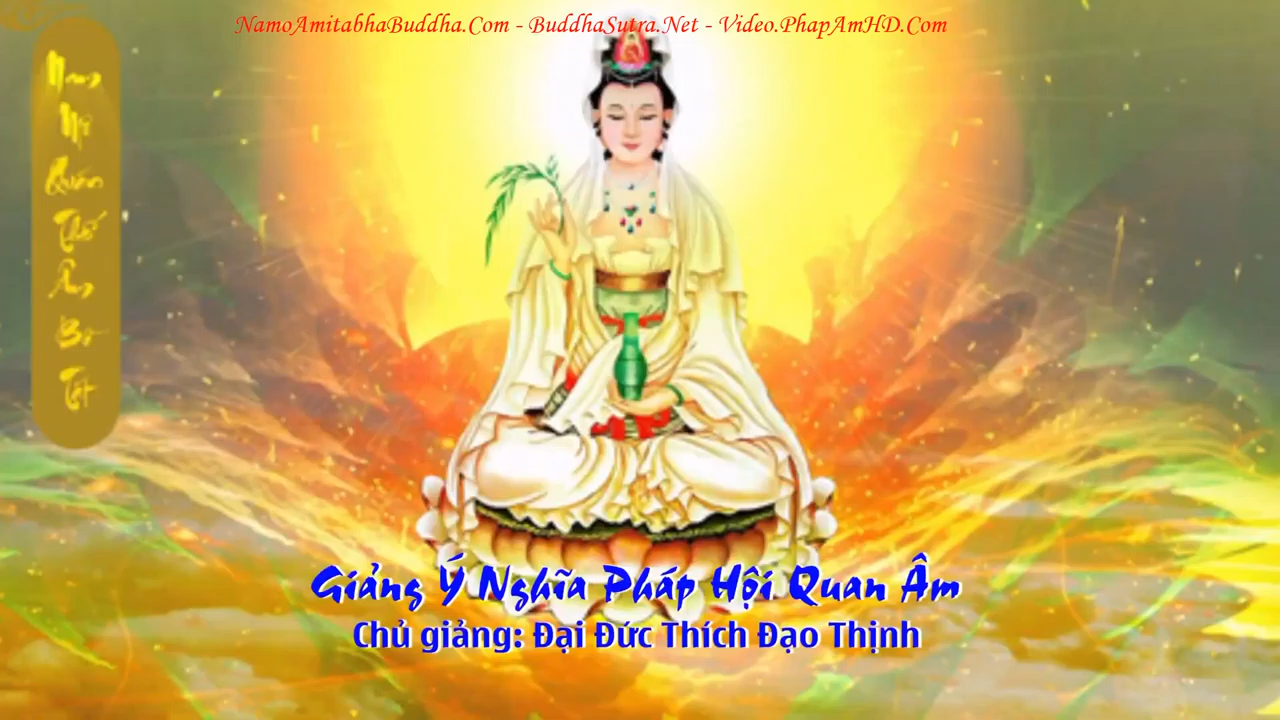 NamoAmitabhaBuddha.Com - BuddhaSutra.Net - Video.PhapAmHD.Com
Nam
Mô
Quán
Thế
Âm
Bồ
Tát
Giảng Ý Nghĩa Pháp Hội Quan Âm
Chủ giảng: Đại Đức Thích Đạo Thịnh